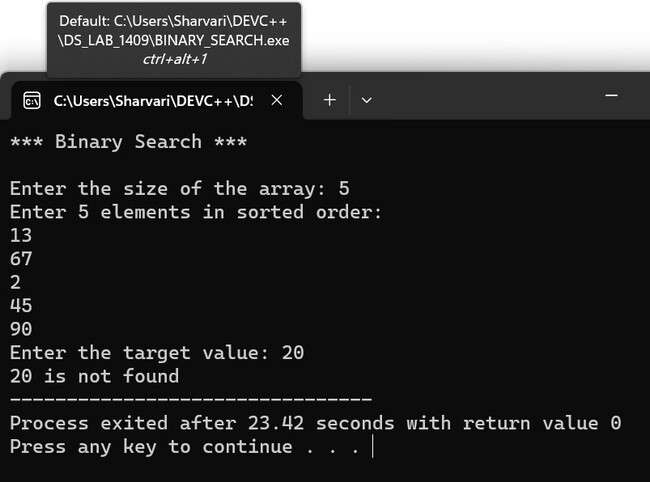 Default: C:\Users\Sharvari\DEVC++
\DS_LAB_1409\BINARY_SEARCH.exe
ctrl+alt+1
C:\Users\Sharvari\DEVC++\D
*** Binary Search ***
Enter the size of the array: 5
Enter 5 elements in sorted order:
13
67
2
45
90
Enter the target value: 20
20 is not found
--------------------------------
Process exited after 23.42 seconds with return value 0
Press any key to continue . . .